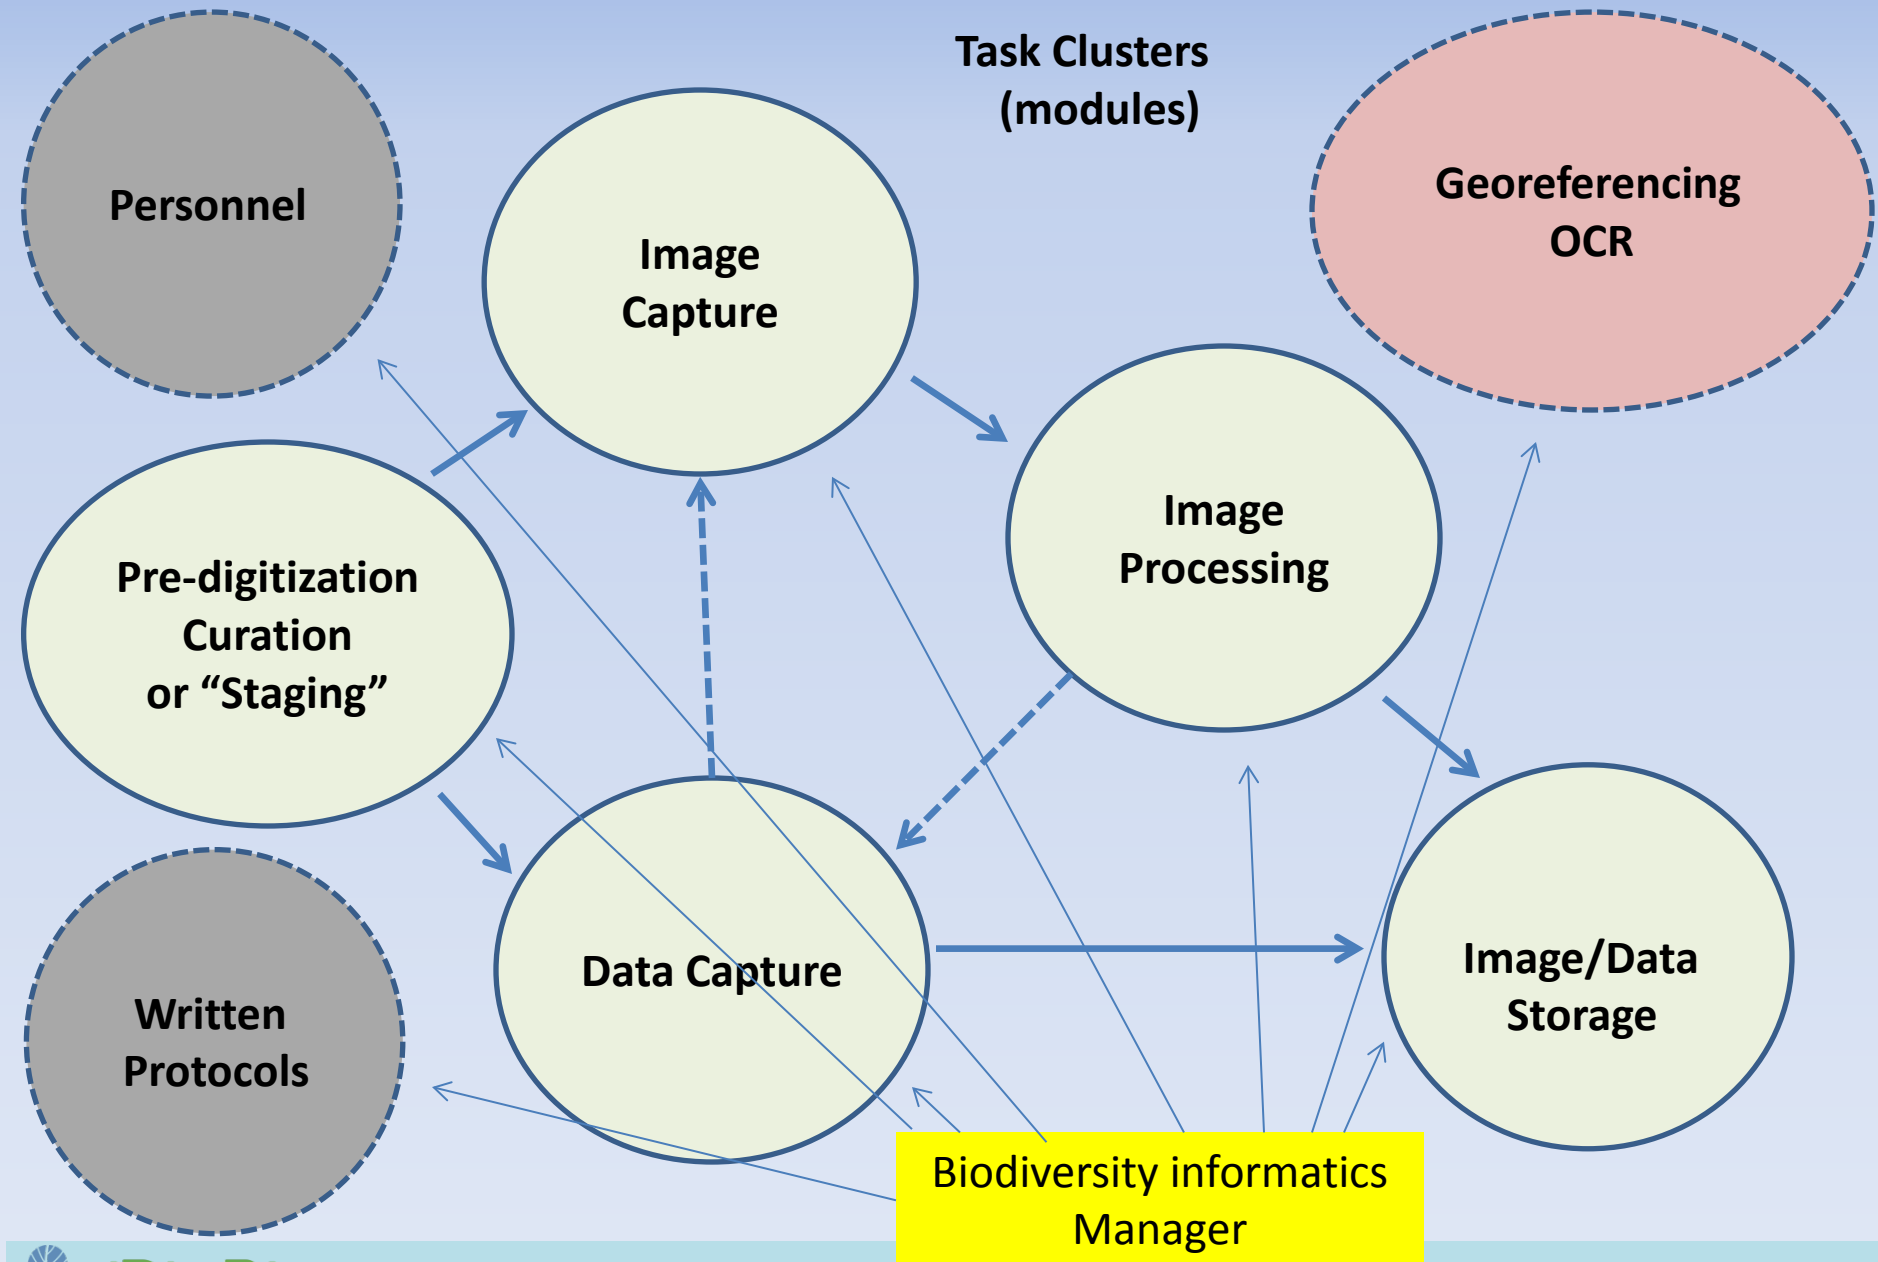 Task Clusters
(modules)
Personnel
Image
Capture
Georeferencing
OCR
Image
Processing
Pre-digitization
Curation
or “Staging”
Data Capture
Image/Data
Storage
Written
Protocols
Biodiversity informatics
Manager